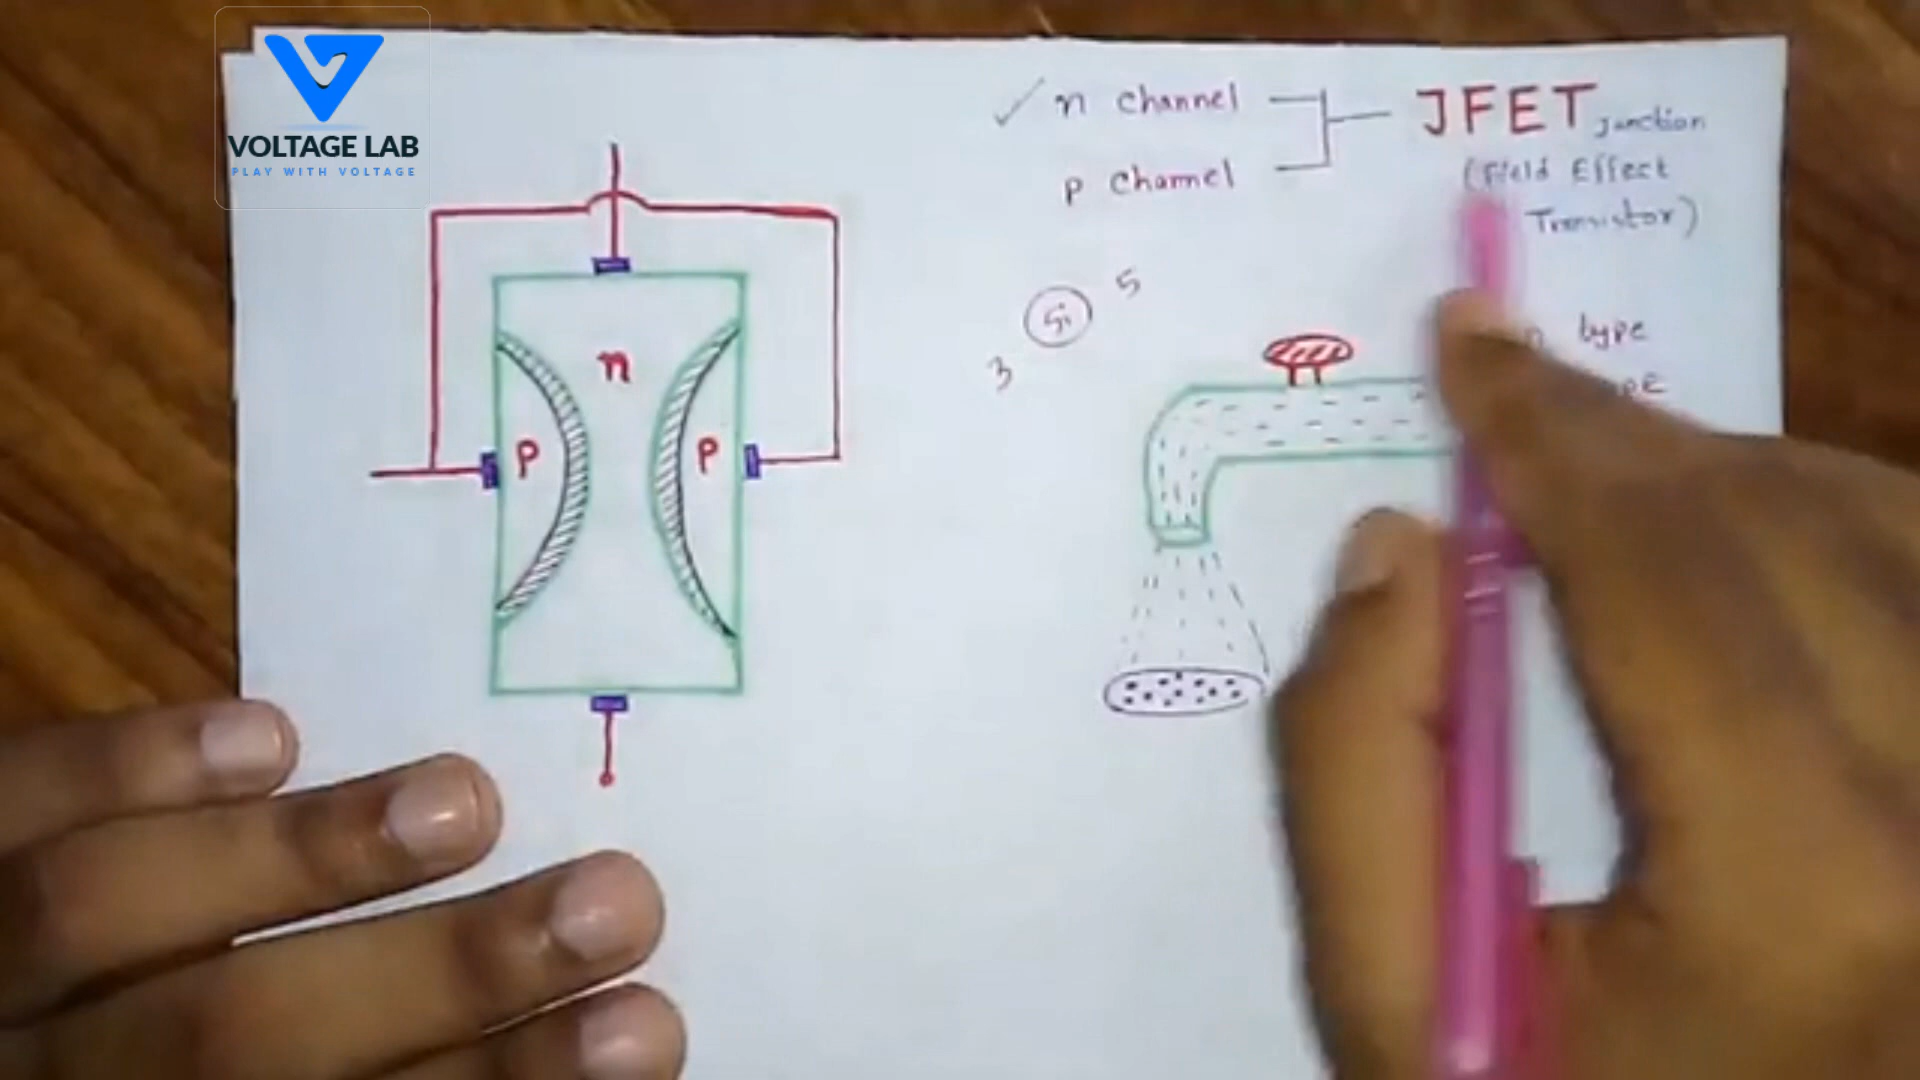 VOLTAGE LAB
PLAY WITH VOLTAGE
n channel
p channel
JFET Junction
(Field Effect
Transistor)
Si
5
3
n type
n
p
p